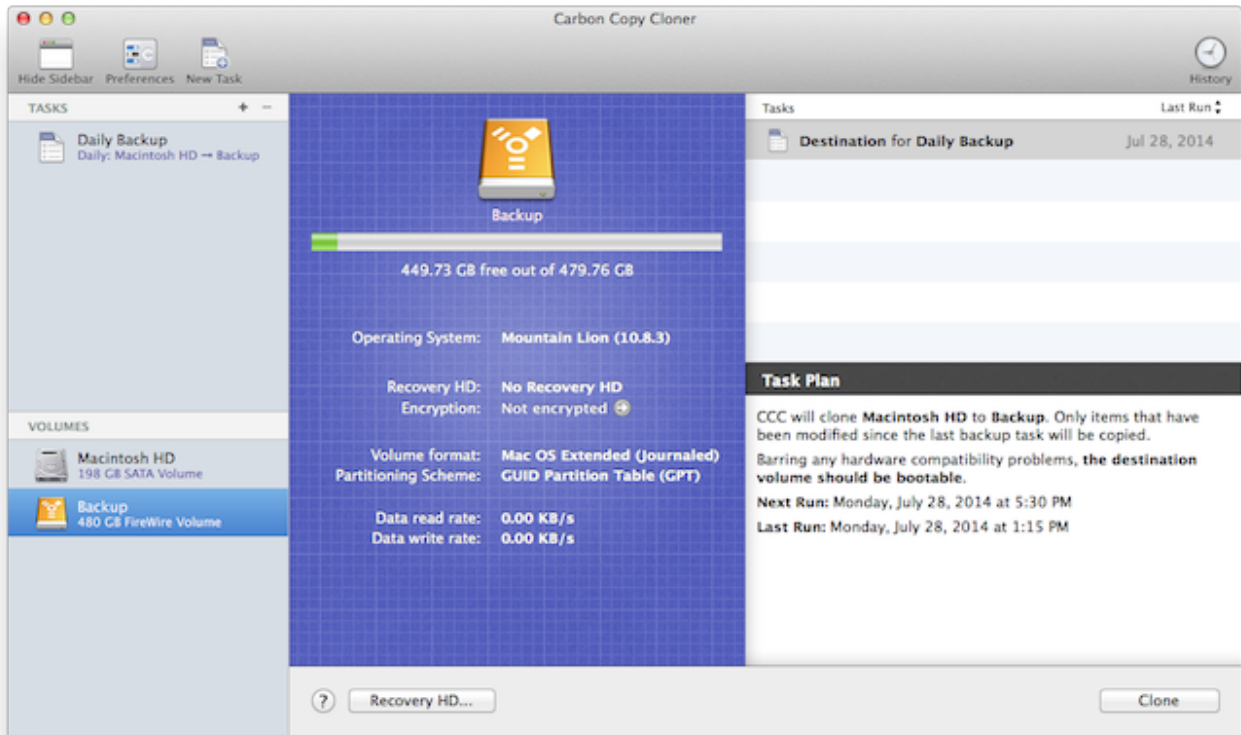 Carbon Copy Cloner
Hide Sidebar Preferences New Task
History
TASKS + −
Daily Backup
Daily: Macintosh HD → Backup
VOLUMES
Macintosh HD
198 GB SATA Volume
Backup
480 GB FireWire Volume
Backup
449.73 GB free out of 479.76 GB
Operating System: Mountain Lion (10.8.3)
Recovery HD: No Recovery HD
Encryption: Not encrypted
Volume format: Mac OS Extended (Journaled)
Partitioning Scheme: GUID Partition Table (GPT)
Data read rate: 0.00 KB/s
Data write rate: 0.00 KB/s
Tasks Last Run
Destination for Daily Backup Jul 28, 2014
Task Plan
CCC will clone Macintosh HD to Backup. Only items that have
been modified since the last backup task will be copied.
Barring any hardware compatibility problems, the destination
volume should be bootable.
Next Run: Monday, July 28, 2014 at 5:30 PM
Last Run: Monday, July 28, 2014 at 1:15 PM
? Recovery HD... Clone